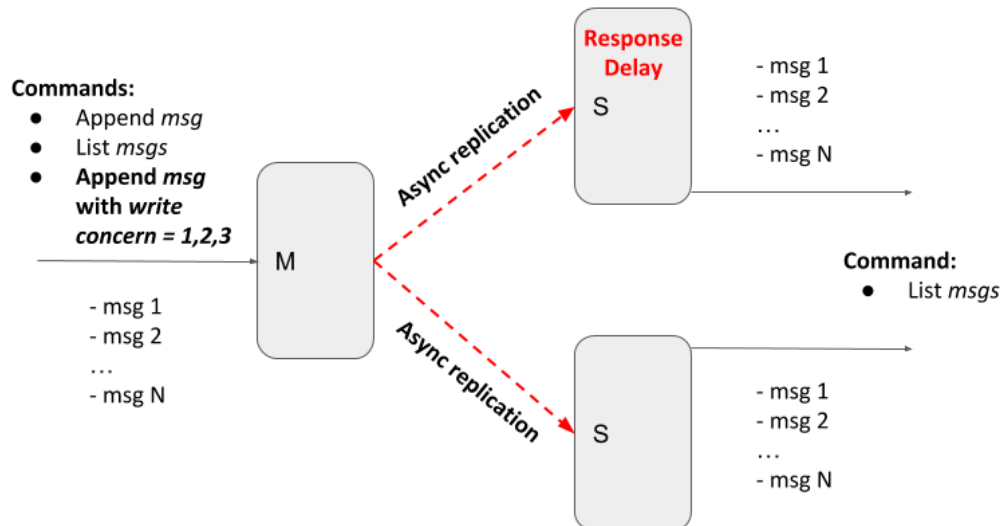 Commands:
● Append msg
● List msgs
● Append msg
with write
concern = 1,2,3
M
- msg 1
- msg 2
…
- msg N
Async replication
Async replication
Response
Delay
S
- msg 1
- msg 2
…
- msg N
Command:
● List msgs
S
- msg 1
- msg 2
…
- msg N